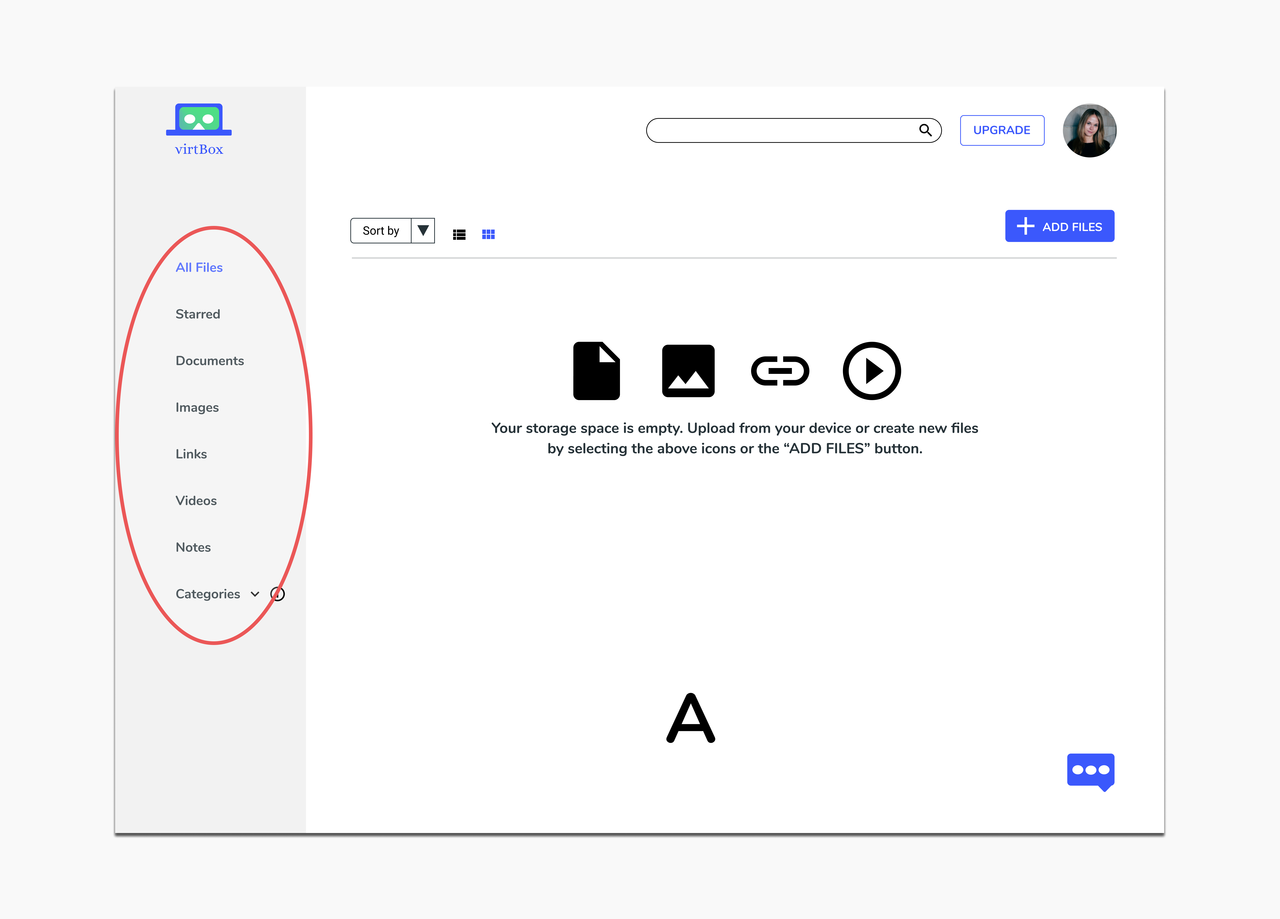 virtBox
UPGRADE
Sort by
ADD FILES
All Files
Starred
Documents
Images
Links
Videos
Notes
Categories
Your storage space is empty. Upload from your device or create new files
by selecting the above icons or the “ADD FILES” button.
A